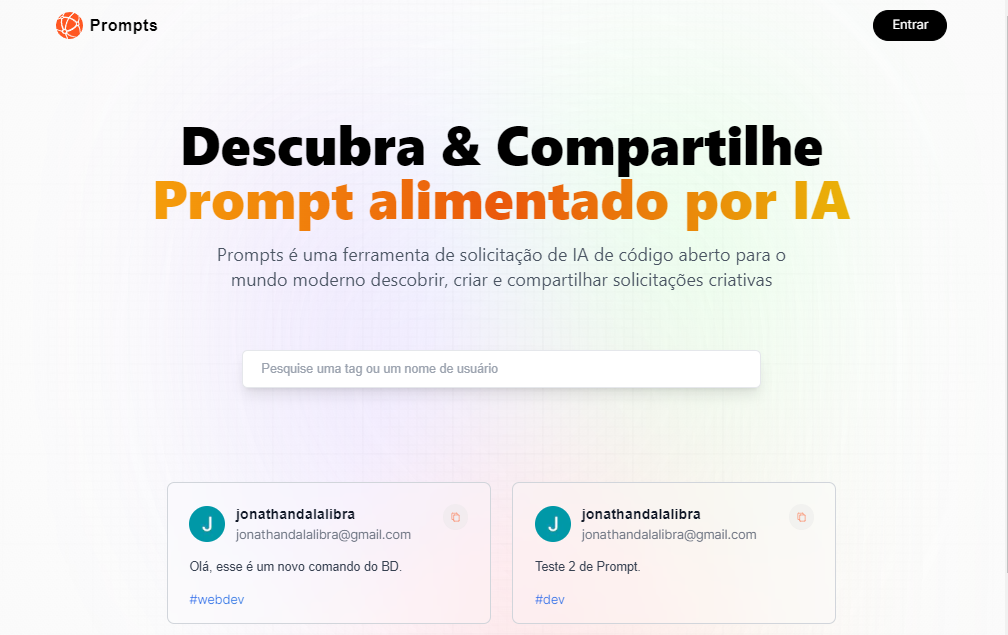 Prompts
Entrar
Descubra & Compartilhe
Prompt alimentado por IA
Prompts é uma ferramenta de solicitação de IA de código aberto para o
mundo moderno descobrir, criar e compartilhar solicitações criativas
Pesquise uma tag ou um nome de usuário
J
jonathandalalibra
jonathandalalibra@gmail.com
Olá, esse é um novo comando do BD.
#webdev
J
jonathandalalibra
jonathandalalibra@gmail.com
Teste 2 de Prompt.
#dev